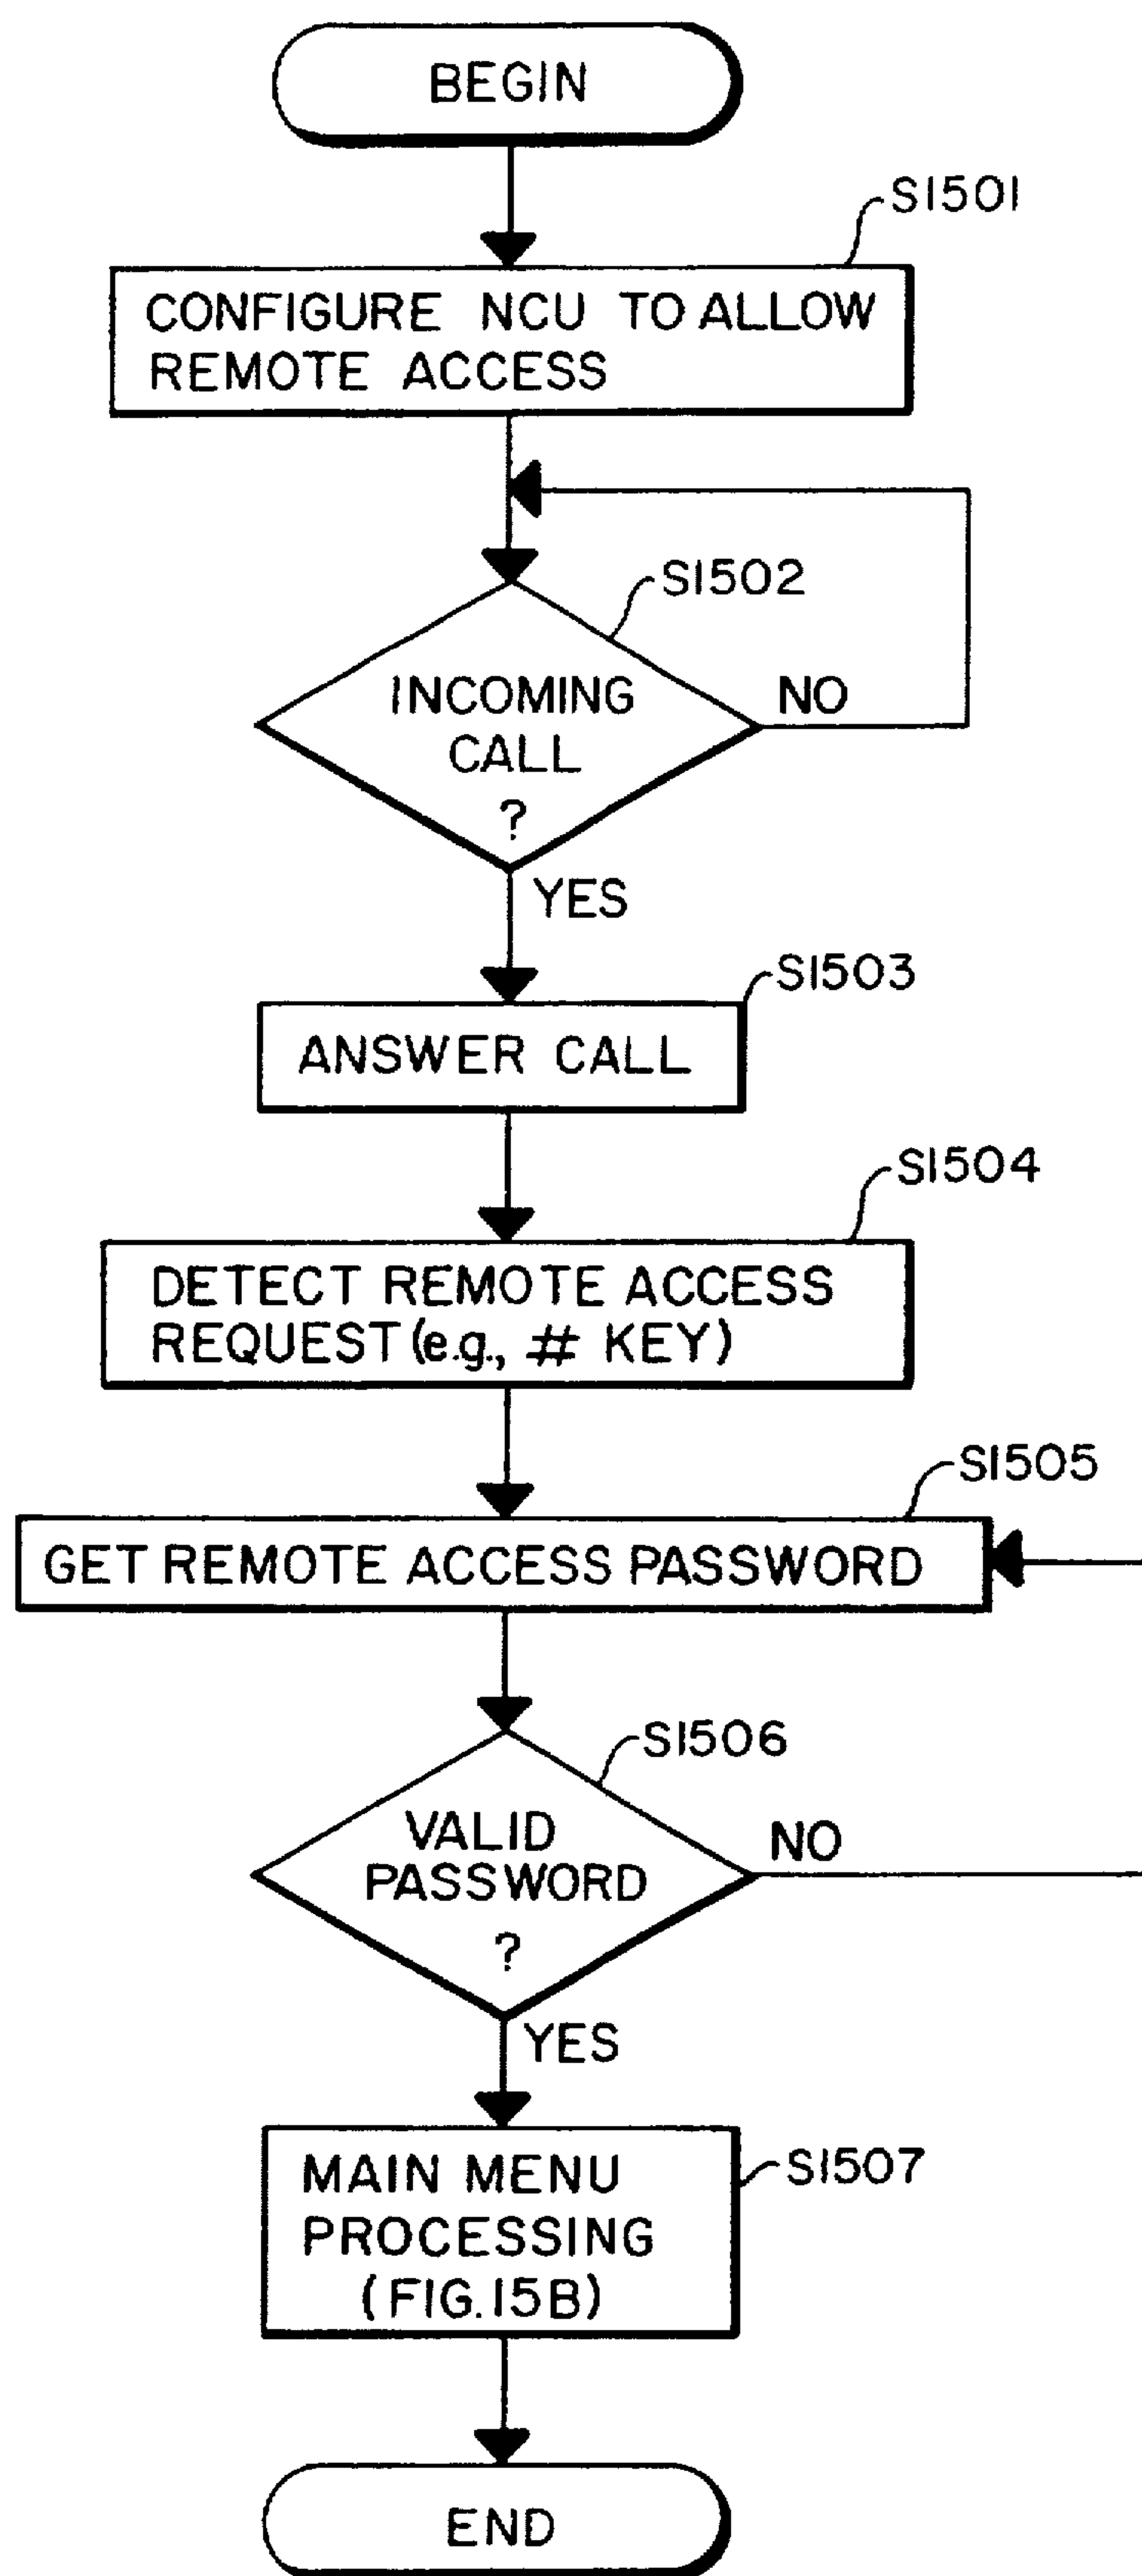 BEGIN
S1501
CONFIGURE NCU TO ALLOW
REMOTE ACCESS
S1502
INCOMING
CALL
?
NO
YES
S1503
ANSWER CALL
S1504
DETECT REMOTE ACCESS
REQUEST (e.g., # KEY)
S1505
GET REMOTE ACCESS PASSWORD
S1506
VALID
PASSWORD
?
NO
YES
S1507
MAIN MENU
PROCESSING
(FIG. 15B)
END